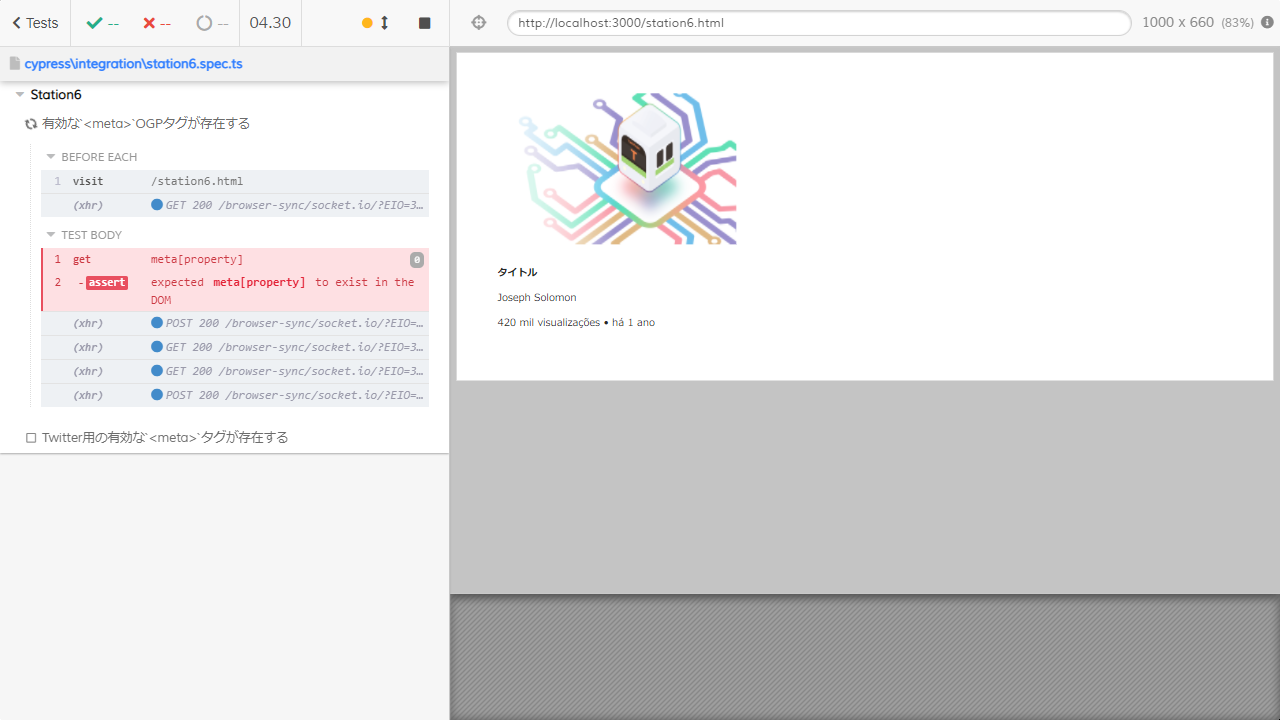 Tests
--
--
--
04.30
http://localhost:3000/station6.html
1000 x 660 (83%)
cypress\integration\station6.spec.ts
Station6
有効な`<meta>`OGPタグが存在する
BEFORE EACH
1 visit /station6.html
(xhr) GET 200 /browser-sync/socket.io/?EIO=3…
TEST BODY
1 get meta[property] 0
2 -assert expected meta[property] to exist in the
DOM
(xhr) POST 200 /browser-sync/socket.io/?EIO=…
(xhr) GET 200 /browser-sync/socket.io/?EIO=3…
(xhr) GET 200 /browser-sync/socket.io/?EIO=3…
(xhr) POST 200 /browser-sync/socket.io/?EIO=…
Twitter用の有効な`<meta>`タグが存在する
T
タイトル
Joseph Solomon
420 mil visualizações • há 1 ano